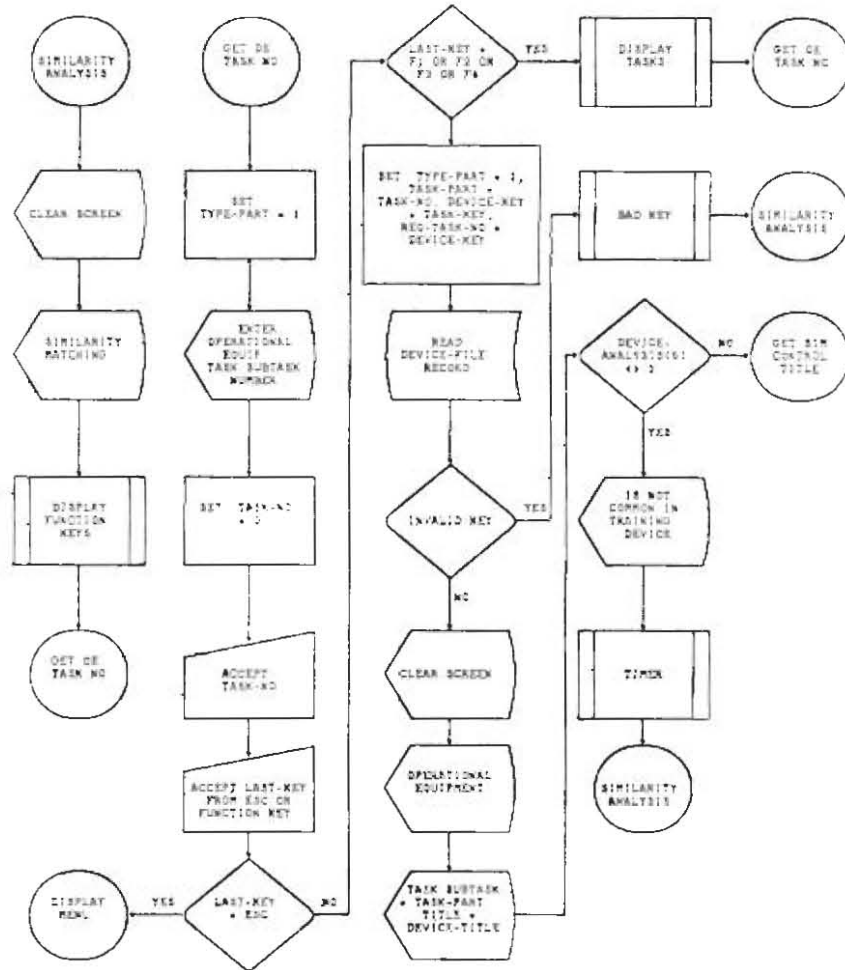 SIMILARITY
ANALYSIS
CLEAR SCREEN
SIMILARITY
MATCHING
DISPLAY
FUNCTION
KEYS
GET OE
TASK NO
GET OE
TASK NO
SET
TYPE-PART = 1
ENTER
OPERATIONAL
EQUIP
TASK SUBTASK
NUMBER
SET TASK-NO
= 0
ACCEPT
TASK-NO
ACCEPT LAST-KEY
FROM ESC OR
FUNCTION KEY
LAST-KEY
= ESC
YES
DISPLAY
MENU
NO
LAST-KEY =
F1 OR F2 OR
F3 OR F4
YES
DISPLAY
TASKS
GET OE
TASK NO
SET TYPE-PART = 1,
TASK-PART =
TASK-NO, DEVICE-KEY
= TASK-KEY,
REQ-TASK-NO =
DEVICE-KEY
READ
DEVICE-FILE
RECORD
INVALID KEY
YES
BAD KEY
SIMILARITY
ANALYSIS
NO
CLEAR SCREEN
OPERATIONAL
EQUIPMENT
TASK SUBTASK
= TASK-PART
TITLE =
DEVICE-TITLE
DEVICE-
NO
GET SIM
CONTROL
TITLE
YES
IS NOT
COMMON IN
TRAINING
DEVICE
TIMER
SIMILARITY
ANALYSIS